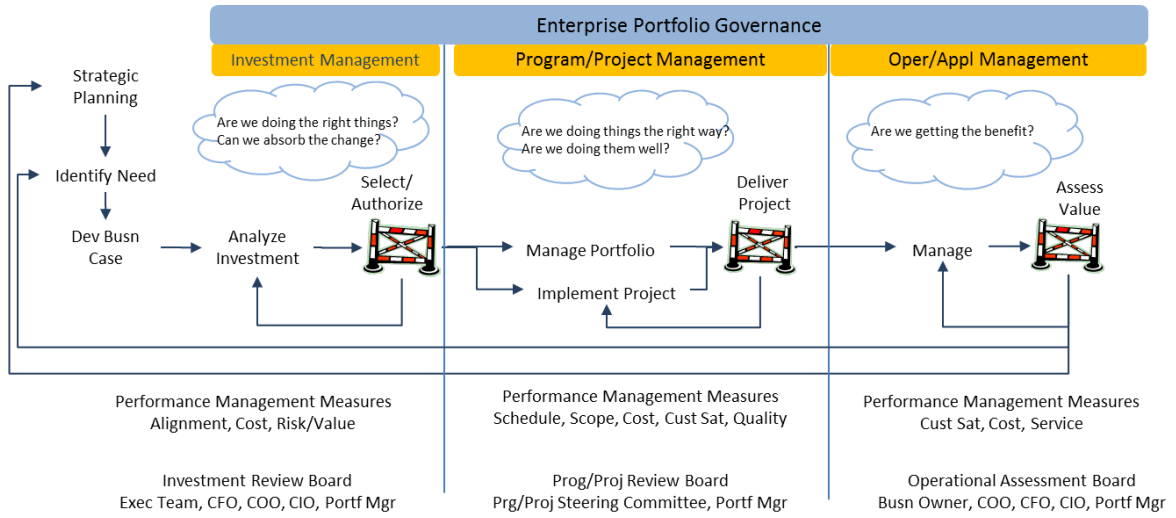 Enterprise Portfolio Governance
Investment Management
Program/Project Management
Oper/Appl Management
Strategic
Planning
Identify Need
Dev Busn
Case
Are we doing the right things?
Can we absorb the change?
Analyze
Investment
Select/
Authorize
Are we doing things the right way?
Are we doing them well?
Manage Portfolio
Implement Project
Deliver
Project
Are we getting the benefit?
Manage
Assess
Value
Performance Management Measures
Alignment, Cost, Risk/Value
Performance Management Measures
Schedule, Scope, Cost, Cust Sat, Quality
Performance Management Measures
Cust Sat, Cost, Service
Investment Review Board
Exec Team, CFO, COO, CIO, Portf Mgr
Prog/Proj Review Board
Prg/Proj Steering Committee, Portf Mgr
Operational Assessment Board
Busn Owner, COO, CFO, CIO, Portf Mgr